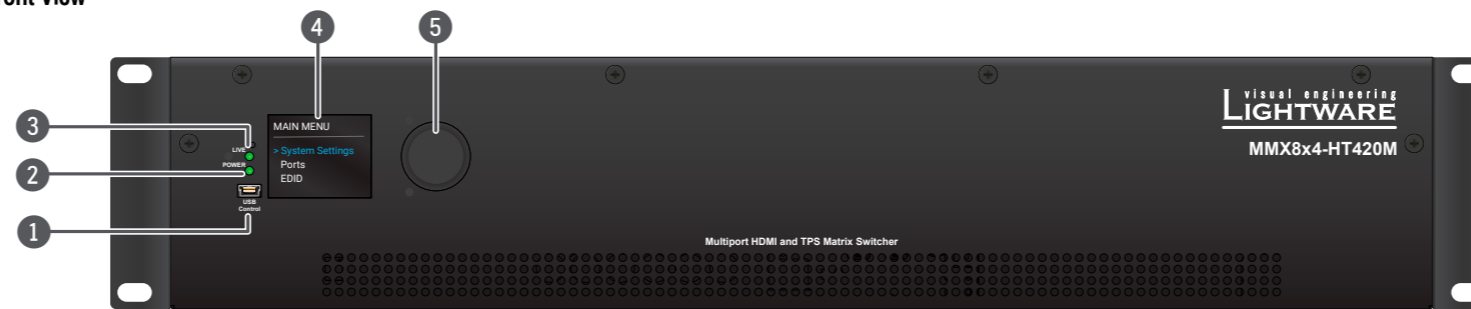 ont View
4
5
visual engineering
LIGHTWARE
MMX8x4-HT420M
3
LIVE
2
POWER
1
USB
Control
MAIN MENU
> System Settings
Ports
EDID
Multiport HDMI and TPS Matrix Switcher